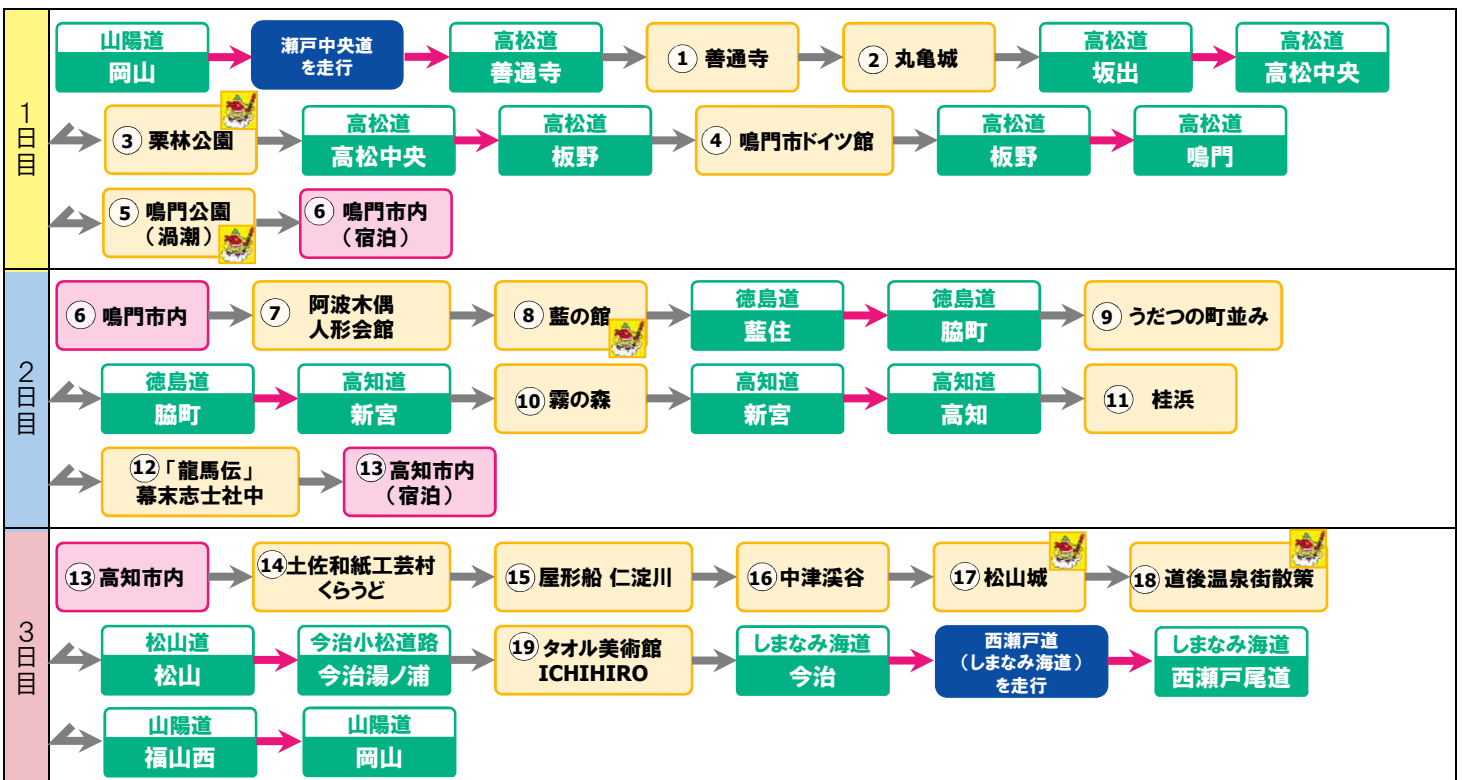 1日目
山陽道
岡山
瀬戸中央道
を走行
高松道
善通寺
① 善通寺
② 丸亀城
高松道
坂出
高松道
高松中央
③ 栗林公園
高松道
高松中央
高松道
板野
④ 鳴門市ドイツ館
高松道
板野
高松道
鳴門
⑤ 鳴門公園
（渦潮）
⑥ 鳴門市内
（宿泊）
2日目
⑥ 鳴門市内
⑦ 阿波木偶
人形会館
⑧ 藍の館
徳島道
藍住
徳島道
脇町
⑨ うだつの町並み
徳島道
脇町
高知道
新宮
⑩ 霧の森
高知道
新宮
高知道
高知
⑪ 桂浜
⑫「龍馬伝」
幕末志士社中
⑬ 高知市内
（宿泊）
3日目
⑬ 高知市内
⑭ 土佐和紙工芸村
くらうど
⑮ 屋形船 仁淀川
⑯ 中津渓谷
⑰ 松山城
⑱ 道後温泉街散策
松山道
松山
今治小松道路
今治湯ノ浦
⑲ タオル美術館
ICHIHIRO
しまなみ海道
今治
西瀬戸道
（しまなみ海道）
を走行
しまなみ海道
西瀬戸尾道
山陽道
福山西
山陽道
岡山